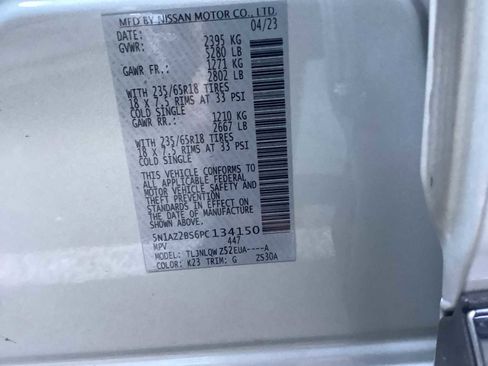 MFD BY NISSAN MOTOR CO., LTD.
DATE: 04/23
GVWR: 2395 KG
5280 LB
GAWR FR.: 1271 KG
2802 LB
WITH 235/65R18 TIRES
18 X 7.5 RIMS AT 33 PSI
COLD SINGLE
GAWR RR.: 1210 KG
2667 LB
WITH 235/65R18 TIRES
18 X 7.5 RIMS AT 33 PSI
COLD SINGLE
THIS VEHICLE CONFORMS TO
ALL APPLICABLE FEDERAL
MOTOR VEHICLE SAFETY AND
THEFT PREVENTION
STANDARDS IN EFFECT ON
THE DATE OF MANUFACTURE
SHOWN ABOVE.
5N1AZ2BS6PC134150
MPV 447
MODEL: TLJNLQW ZS2EUA----A
COLOR: K23 TRIM: G ZS30A